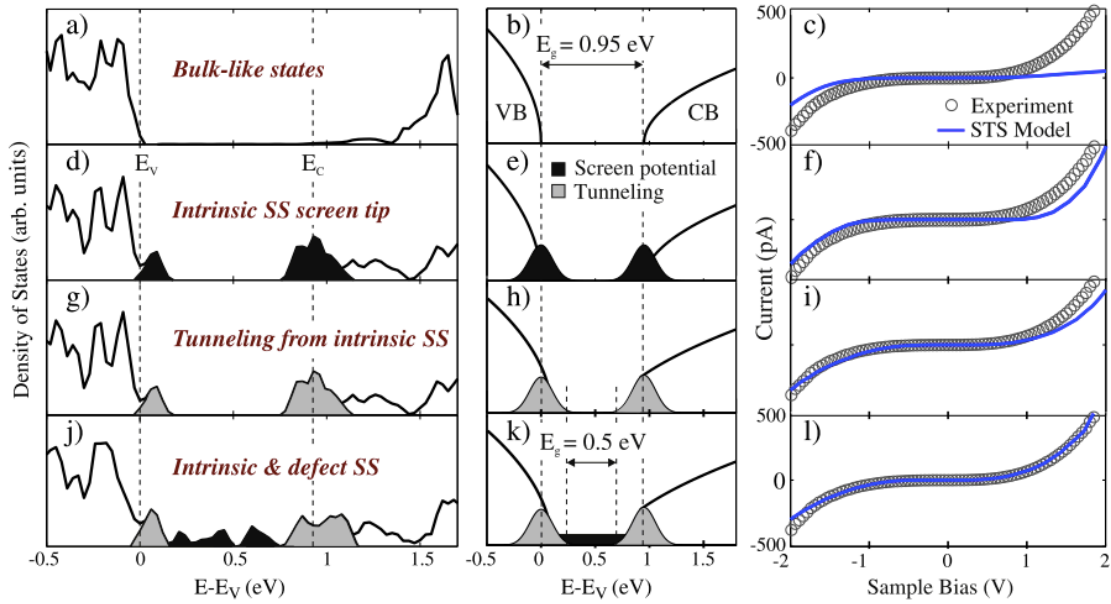 a)
Bulk-like states
b)
E_g = 0.95 eV
VB
CB
c)
500
0
-500
Experiment
STS Model
d)
E_V
E_C
Intrinsic SS screen tip
e)
Screen potential
Tunneling
f)
g)
Tunneling from intrinsic SS
h)
i)
j)
Intrinsic & defect SS
k)
E_g = 0.5 eV
l)
500
0
-500
Density of States (arb. units)
Current (pA)
-0.5 0 0.5 1 1.5
E-E_V (eV)
0 0.5 1 1.5
E-E_V (eV)
-2 -1 0 1 2
Sample Bias (V)